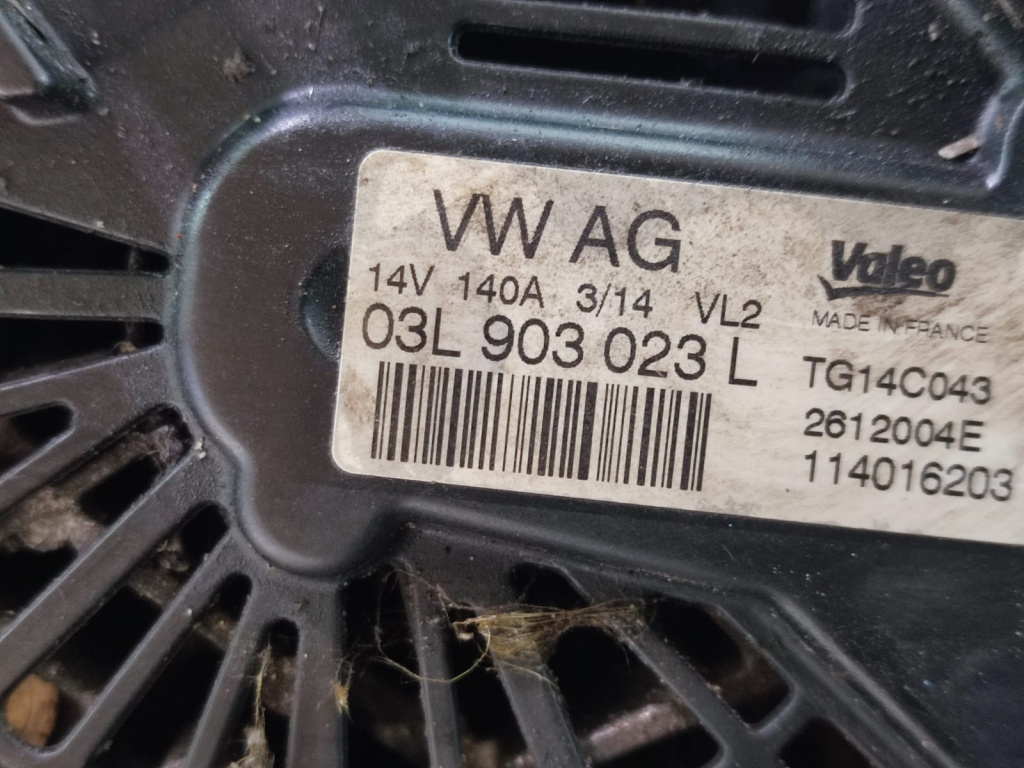 VW AG
14V 140A 3/14 VL2
03L 903 023 L
Valeo
MADE IN FRANCE
TG14C043
2612004E
114016203